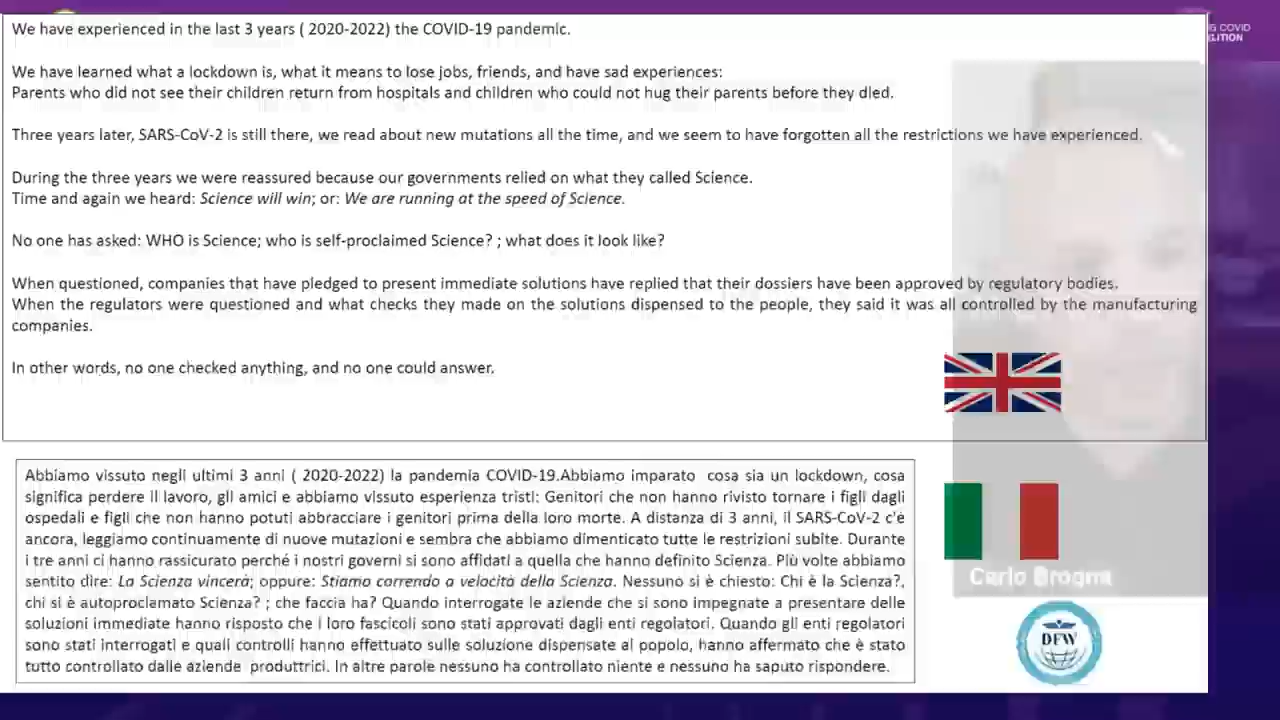 We have experienced in the last 3 years ( 2020-2022) the COVID-19 pandemic.
We have learned what a lockdown is, what it means to lose jobs, friends, and have sad experiences:
Parents who did not see their children return from hospitals and children who could not hug their parents before they died.
Three years later, SARS-CoV-2 is still there, we read about new mutations all the time, and we seem to have forgotten all the restrictions we have experienced.
During the three years we were reassured because our governments relied on what they called Science.
Time and again we heard: Science will win; or: We are running at the speed of Science.
No one has asked: WHO is Science; who is self-proclaimed Science? ; what does it look like?
When questioned, companies that have pledged to present immediate solutions have replied that their dossiers have been approved by regulatory bodies.
When the regulators were questioned and what checks they made on the solutions dispensed to the people, they said it was all controlled by the manufacturing
companies.
In other words, no one checked anything, and no one could answer.
Abbiamo vissuto negli ultimi 3 anni ( 2020-2022) la pandemia COVID-19.Abbiamo imparato cosa sia un lockdown, cosa
significa perdere il lavoro, gli amici e abbiamo vissuto esperienza tristi: Genitori che non hanno rivisto tornare i figli dagli
ospedali e figli che non hanno potuti abbracciare i genitori prima della loro morte. A distanza di 3 anni, il SARS-CoV-2 c'è
ancora, leggiamo continuamente di nuove mutazioni e sembra che abbiamo dimenticato tutte le restrizioni subite. Durante
i tre anni ci hanno rassicurato perché i nostri governi si sono affidati a quella che hanno definito Scienza. Più volte abbiamo
sentito dire: La Scienza vincerà; oppure: Stiamo correndo a velocità della Scienza. Nessuno si è chiesto: Chi è la Scienza?,
chi si è autoproclamato Scienza? ; che faccia ha? Quando interrogate le aziende che si sono impegnate a presentare delle
soluzioni immediate hanno risposto che i loro fascicoli sono stati approvati dagli enti regolatori. Quando gli enti regolatori
sono stati interrogati e quali controlli hanno effettuato sulle soluzione dispensate al popolo, hanno affermato che è stato
tutto controllato dalle aziende produttrici. In altre parole nessuno ha controllato niente e nessuno ha saputo rispondere.
Carlo Brogna
DFW
COVID